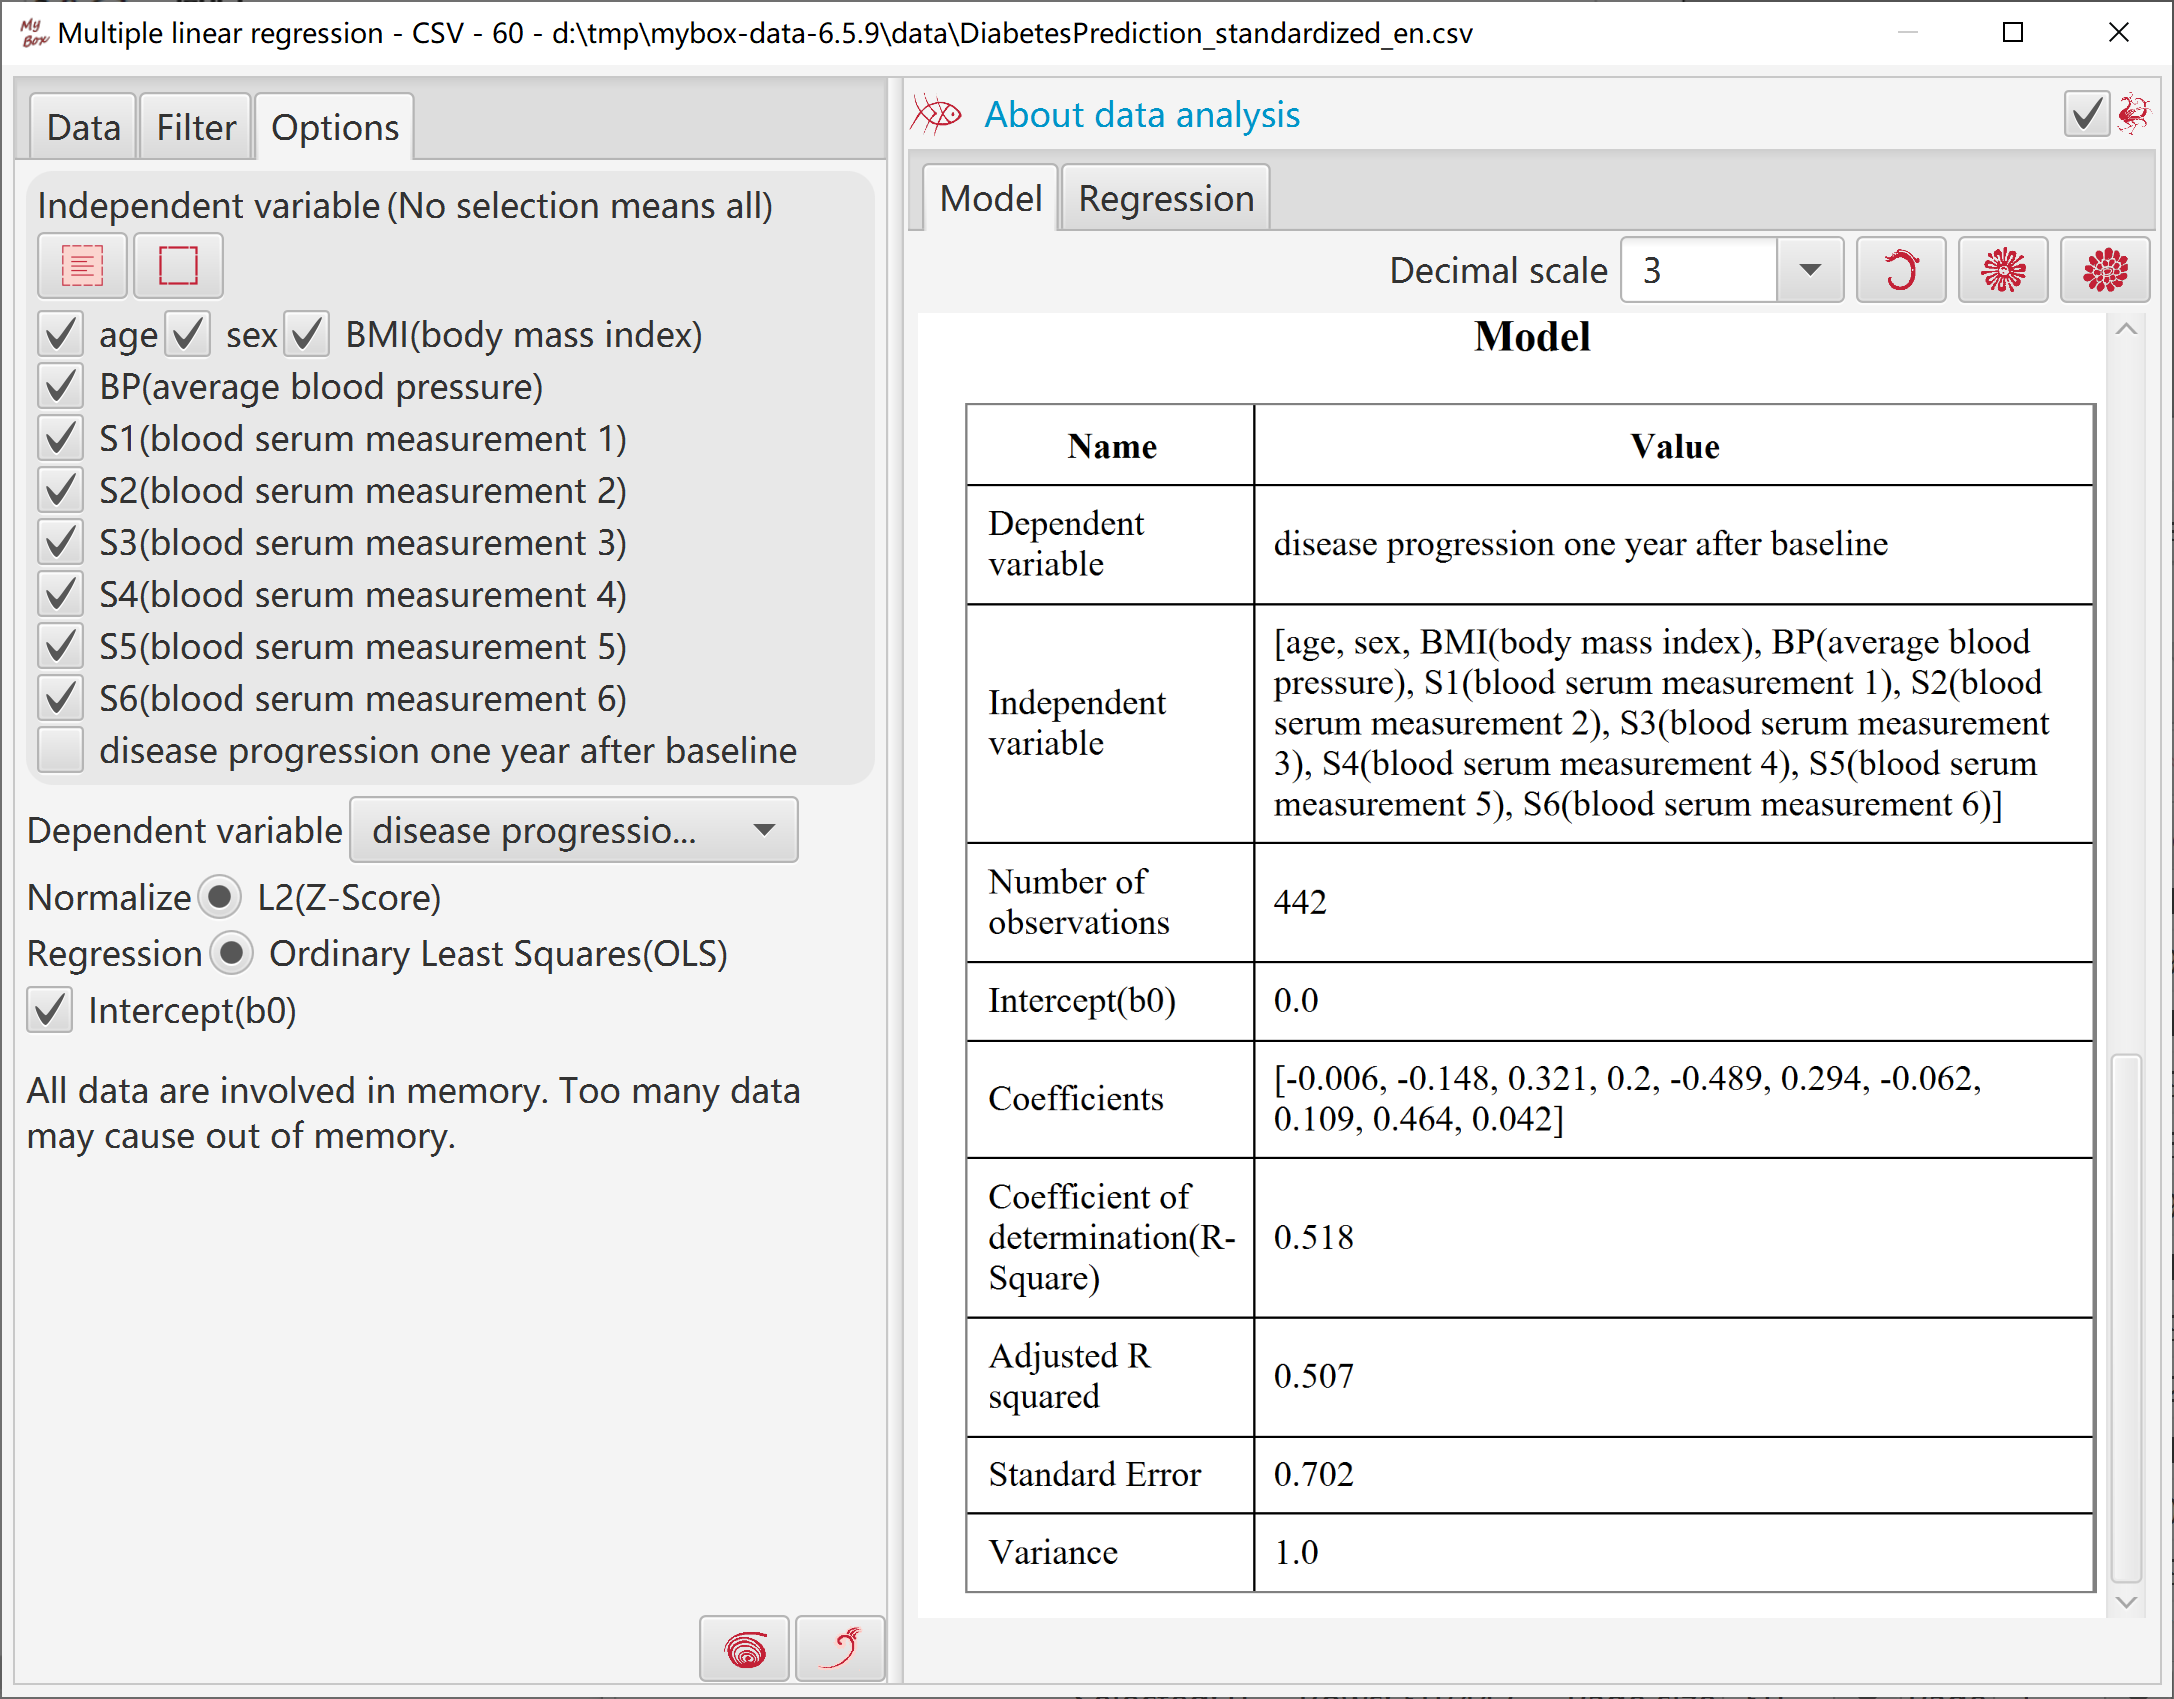 My Box Multiple linear regression - CSV - 60 - d:\tmp\mybox-data-6.5.9\data\DiabetesPrediction_standardized_en.csv
Data Filter Options
Independent variable (No selection means all)
age sex BMI(body mass index)
BP(average blood pressure)
S1(blood serum measurement 1)
S2(blood serum measurement 2)
S3(blood serum measurement 3)
S4(blood serum measurement 4)
S5(blood serum measurement 5)
S6(blood serum measurement 6)
disease progression one year after baseline
Dependent variable disease progressio...
Normalize L2(Z-Score)
Regression Ordinary Least Squares(OLS)
Intercept(b0)
All data are involved in memory. Too many data
may cause out of memory.
About data analysis
Model Regression
Decimal scale 3
Model
Name Value
Dependent
variable
disease progression one year after baseline
Independent
variable
[age, sex, BMI(body mass index), BP(average blood
pressure), S1(blood serum measurement 1), S2(blood
serum measurement 2), S3(blood serum measurement
3), S4(blood serum measurement 4), S5(blood serum
measurement 5), S6(blood serum measurement 6)]
Number of
observations
442
Intercept(b0) 0.0
Coefficients
[-0.006, -0.148, 0.321, 0.2, -0.489, 0.294, -0.062,
0.109, 0.464, 0.042]
Coefficient of
determination(R-
Square)
0.518
Adjusted R
squared
0.507
Standard Error 0.702
Variance 1.0